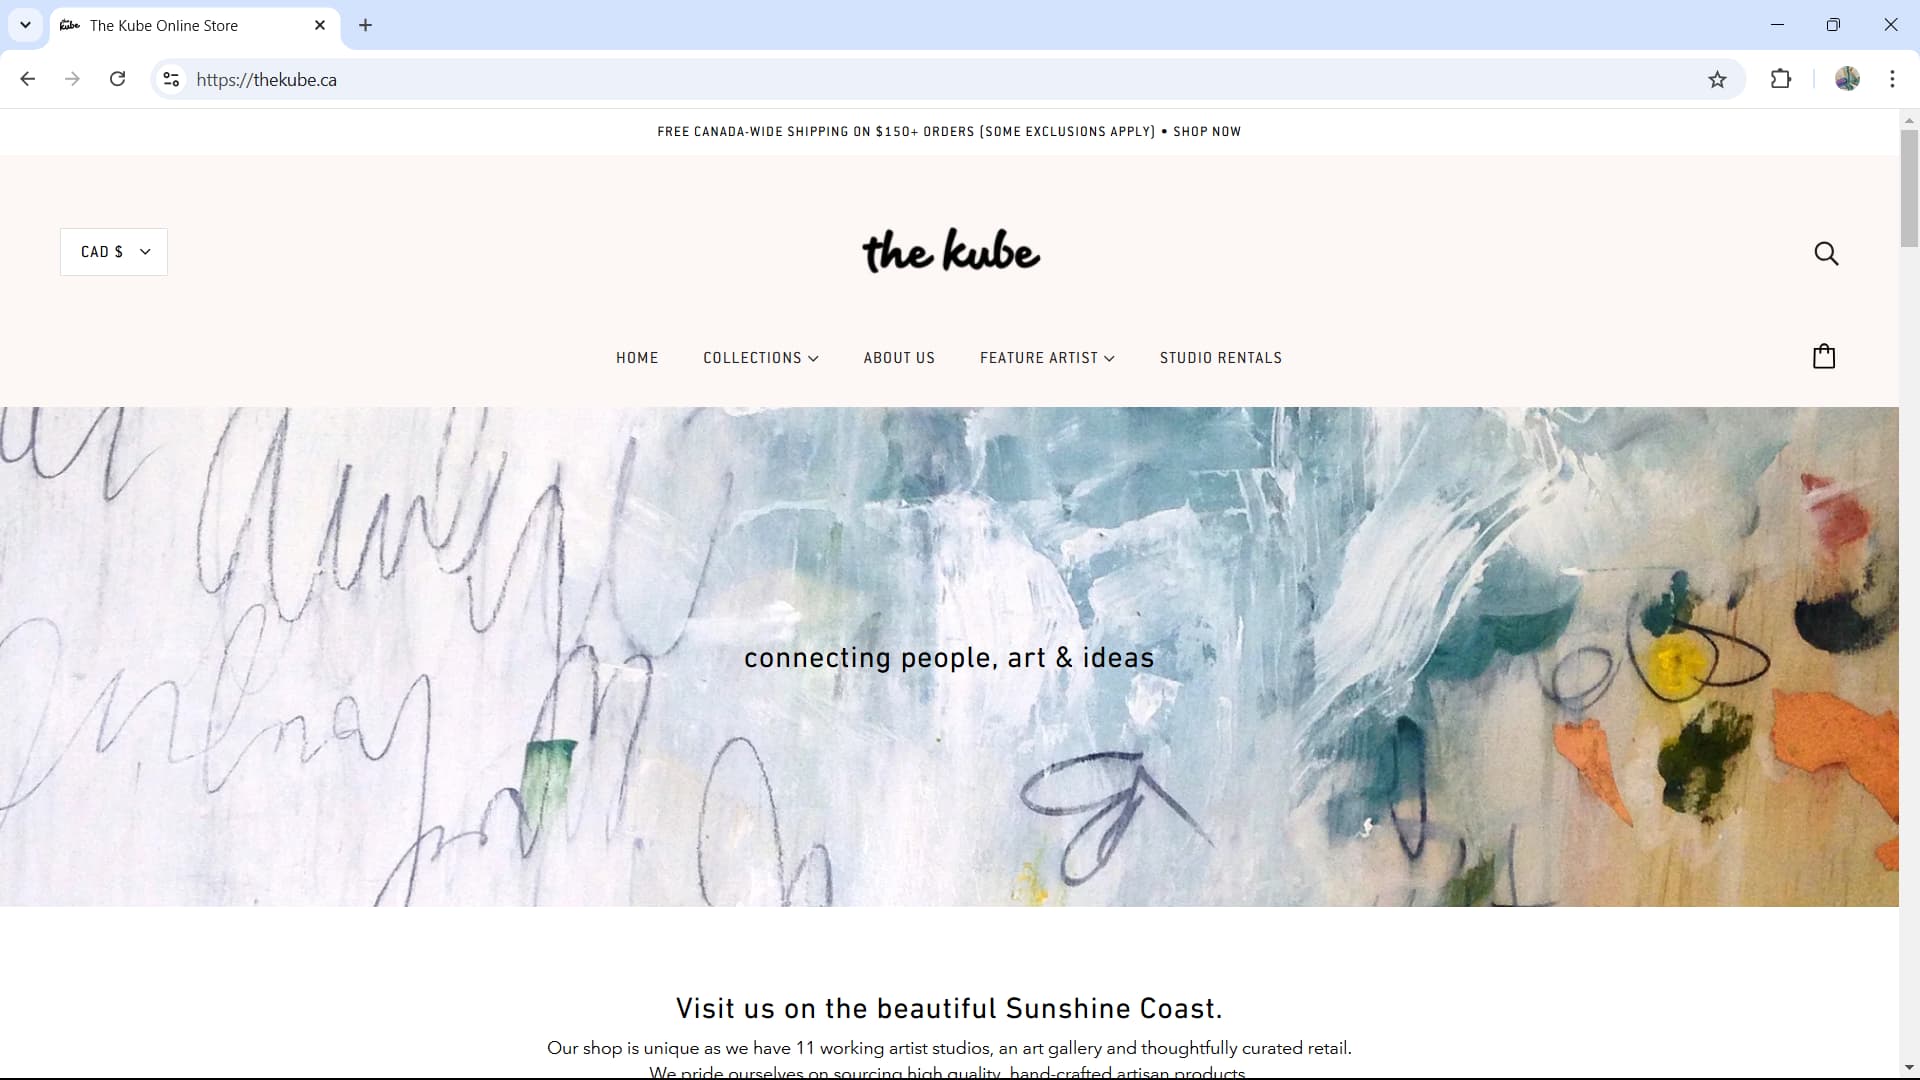 The Kube Online Store
https://thekube.ca
FREE CANADA-WIDE SHIPPING ON $150+ ORDERS (SOME EXCLUSIONS APPLY) • SHOP NOW
CAD $
the kube
HOME
COLLECTIONS
ABOUT US
FEATURE ARTIST
STUDIO RENTALS
connecting people, art & ideas
Visit us on the beautiful Sunshine Coast.
Our shop is unique as we have 11 working artist studios, an art gallery and thoughtfully curated retail.
We pride ourselves on sourcing high quality, hand-crafted artisan products